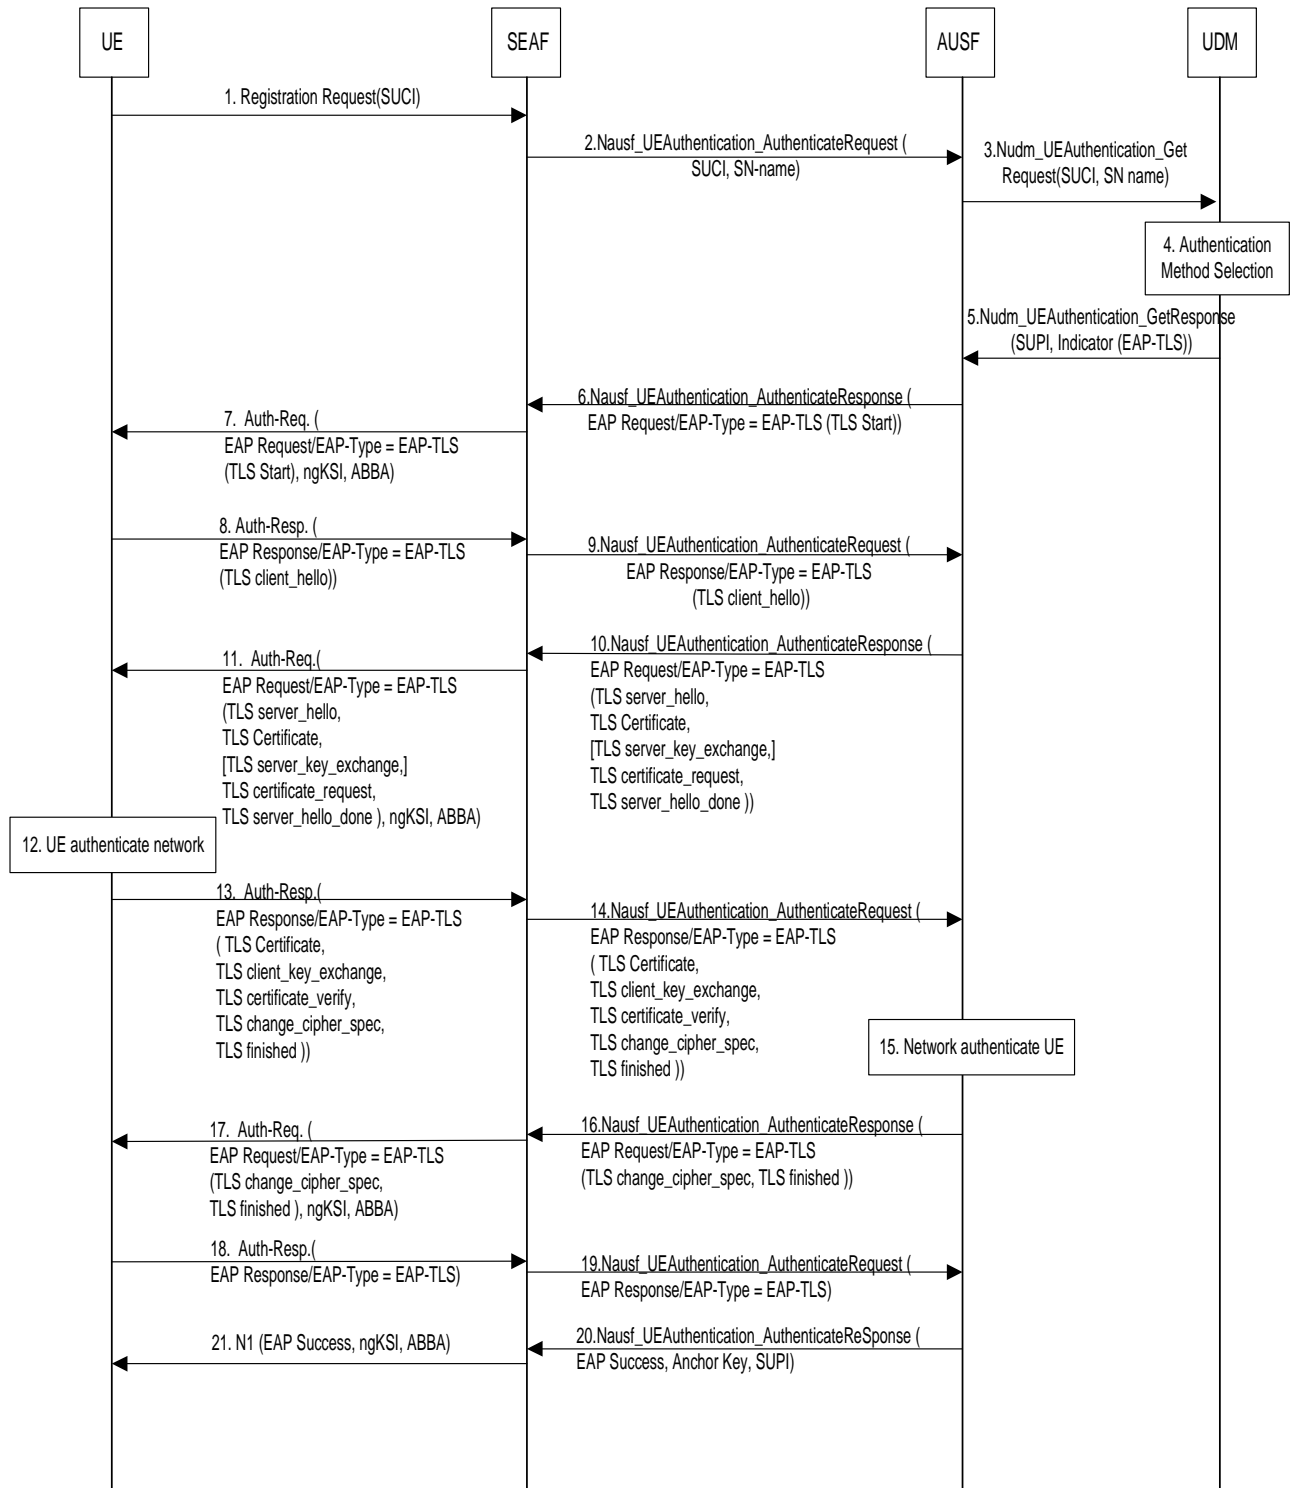 UE
SEAF
AUSF
UDM
1. Registration Request(SUCI)
2.Nausf_UEAuthentication_AuthenticateRequest (
SUCI, SN-name)
3.Nudm_UEAuthentication_Get
Request(SUCI, SN name)
4. Authentication
Method Selection
5.Nudm_UEAuthentication_GetResponse
(SUPI, Indicator (EAP-TLS))
6.Nausf_UEAuthentication_AuthenticateResponse (
EAP Request/EAP-Type = EAP-TLS (TLS Start))
7. Auth-Req. (
EAP Request/EAP-Type = EAP-TLS
(TLS Start), ngKSI, ABBA)
8. Auth-Resp. (
EAP Response/EAP-Type = EAP-TLS
(TLS client_hello))
9.Nausf_UEAuthentication_AuthenticateRequest (
EAP Response/EAP-Type = EAP-TLS
(TLS client_hello))
10.Nausf_UEAuthentication_AuthenticateResponse (
EAP Request/EAP-Type = EAP-TLS
(TLS server_hello,
TLS Certificate,
[TLS server_key_exchange,]
TLS certificate_request,
TLS server_hello_done ))
11. Auth-Req.(
EAP Request/EAP-Type = EAP-TLS
(TLS server_hello,
TLS Certificate,
[TLS server_key_exchange,]
TLS certificate_request,
TLS server_hello_done ), ngKSI, ABBA)
12. UE authenticate network
13. Auth-Resp.(
EAP Response/EAP-Type = EAP-TLS
( TLS Certificate,
TLS client_key_exchange,
TLS certificate_verify,
TLS change_cipher_spec,
TLS finished ))
14.Nausf_UEAuthentication_AuthenticateRequest (
EAP Response/EAP-Type = EAP-TLS
( TLS Certificate,
TLS client_key_exchange,
TLS certificate_verify,
TLS change_cipher_spec,
TLS finished ))
15. Network authenticate UE
16.Nausf_UEAuthentication_AuthenticateResponse (
EAP Request/EAP-Type = EAP-TLS
(TLS change_cipher_spec, TLS finished ))
17. Auth-Req. (
EAP Request/EAP-Type = EAP-TLS
(TLS change_cipher_spec,
TLS finished ), ngKSI, ABBA)
18. Auth-Resp.(
EAP Response/EAP-Type = EAP-TLS)
19.Nausf_UEAuthentication_AuthenticateRequest (
EAP Response/EAP-Type = EAP-TLS)
20.Nausf_UEAuthentication_AuthenticateReSponse (
EAP Success, Anchor Key, SUPI)
21. N1 (EAP Success, ngKSI, ABBA)